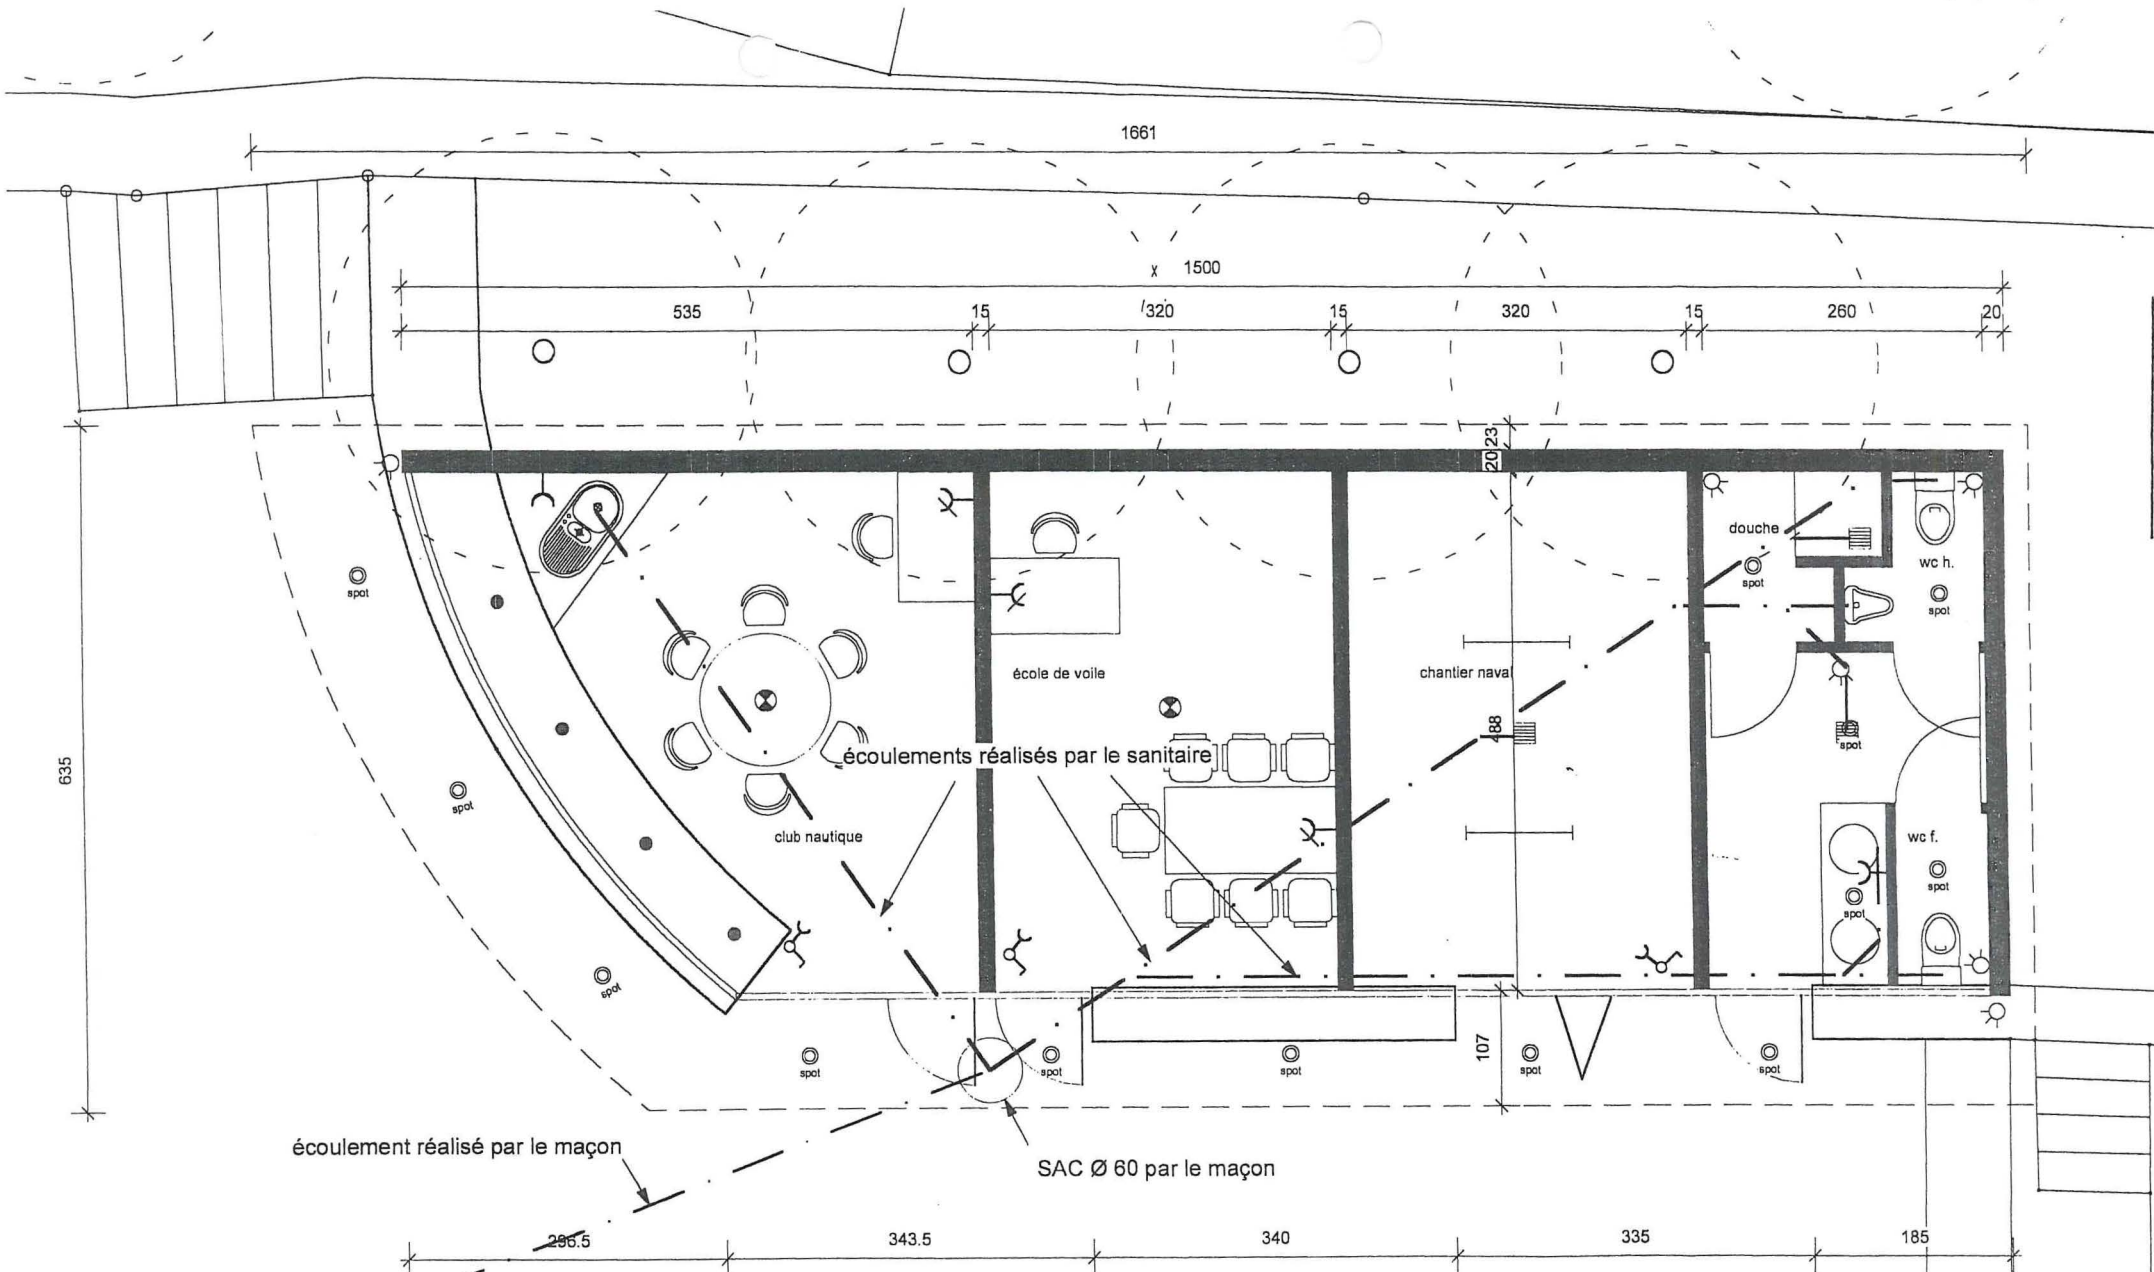 1661
x 1500
535 15 320 15 320 15 260 20
23
20
douche
spot
wc h.
spot
spot
école de voile
chantier naval
488
spot
635
écoulements réalisés par le sanitaire
spot
club nautique
wc f.
spot
spot
spot
107
spot
spot
spot
spot
spot
écoulement réalisé par le maçon
SAC Ø 60 par le maçon
296.5 343.5 340 335 185